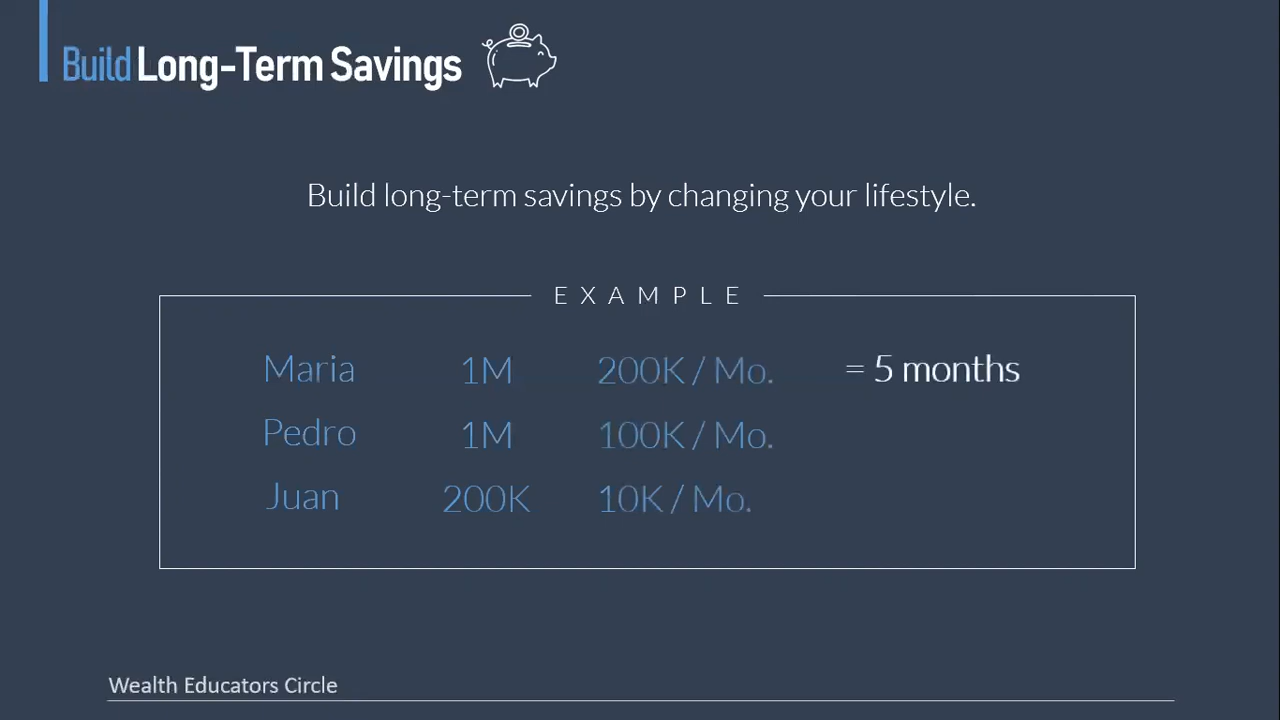 Build Long-Term Savings
Build long-term savings by changing your lifestyle.
EXAMPLE
Maria 1M 200K / Mo. = 5 months
Pedro 1M 100K / Mo.
Juan 200K 10K / Mo.
Wealth Educators Circle